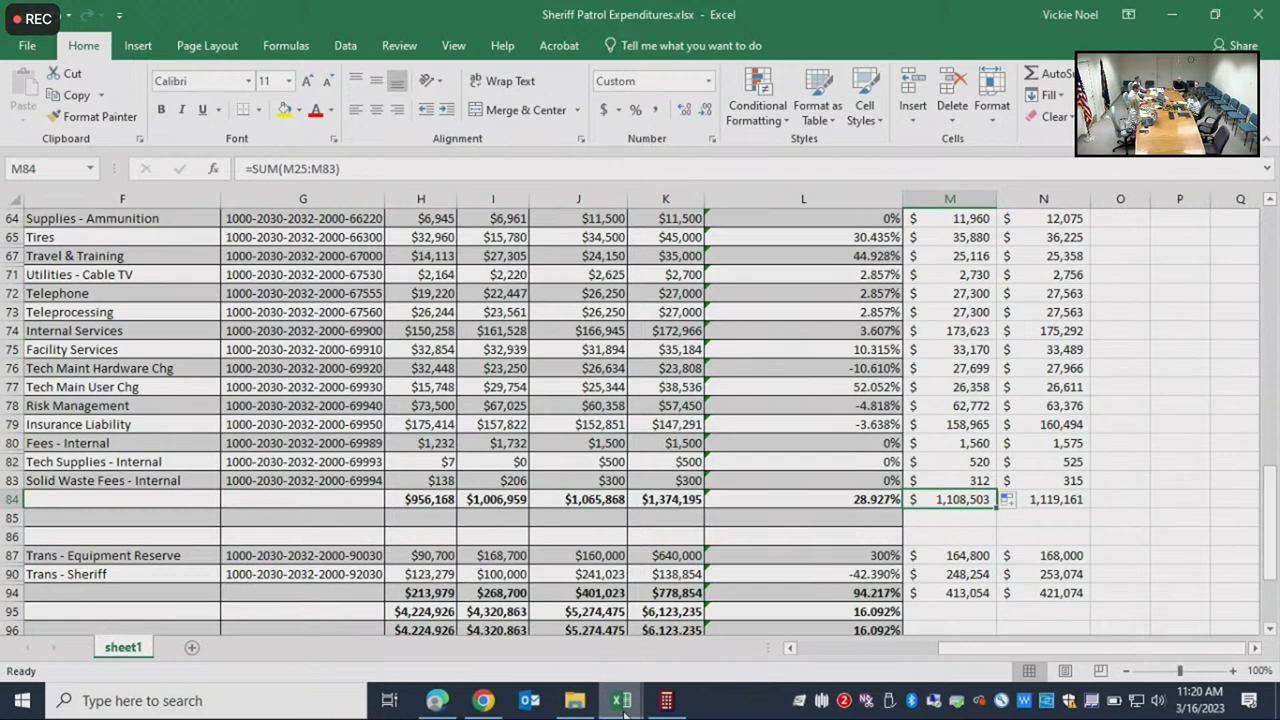 REC
Sheriff Patrol Expenditures.xlsx - Excel
Vickie Noel
File Home Insert Page Layout Formulas Data Review View Help Acrobat Tell me what you want to do Share
Paste
Cut
Copy
Format Painter
Clipboard
Calibri 11
B I U
Font
Wrap Text
Merge & Center
Alignment
Custom
$ % ,
Number
Conditional Formatting
Format as Table
Cell Styles
Styles
Insert Delete Format
Cells
AutoSu
Fill
Clear
M84 fx =SUM(M25:M83)
F G H I J K L M N O P Q
64 Supplies - Ammunition 1000-2030-2032-2000-66220 $6,945 $6,961 $11,500 $11,500 0% $ 11,960 $ 12,075
65 Tires 1000-2030-2032-2000-66300 $32,960 $15,780 $34,500 $45,000 30.435% $ 35,880 $ 36,225
67 Travel & Training 1000-2030-2032-2000-67000 $14,113 $27,305 $24,150 $35,000 44.928% $ 25,116 $ 25,358
71 Utilities - Cable TV 1000-2030-2032-2000-67530 $2,164 $2,220 $2,625 $2,700 2.857% $ 2,730 $ 2,756
72 Telephone 1000-2030-2032-2000-67555 $19,220 $22,447 $26,250 $27,000 2.857% $ 27,300 $ 27,563
73 Teleprocessing 1000-2030-2032-2000-67560 $26,244 $23,561 $26,250 $27,000 2.857% $ 27,300 $ 27,563
74 Internal Services 1000-2030-2032-2000-69900 $150,258 $161,528 $166,945 $172,966 3.607% $ 173,623 $ 175,292
75 Facility Services 1000-2030-2032-2000-69910 $32,854 $32,939 $31,894 $35,184 10.315% $ 33,170 $ 33,489
76 Tech Maint Hardware Chg 1000-2030-2032-2000-69920 $32,448 $23,250 $26,634 $23,808 -10.610% $ 27,699 $ 27,966
77 Tech Main User Chg 1000-2030-2032-2000-69930 $15,748 $29,754 $25,344 $38,536 52.052% $ 26,358 $ 26,611
78 Risk Management 1000-2030-2032-2000-69940 $73,500 $67,025 $60,358 $57,450 -4.818% $ 62,772 $ 63,376
79 Insurance Liability 1000-2030-2032-2000-69950 $175,414 $157,822 $152,851 $147,291 -3.638% $ 158,965 $ 160,494
80 Fees - Internal 1000-2030-2032-2000-69989 $1,232 $1,732 $1,500 $1,500 0% $ 1,560 $ 1,575
82 Tech Supplies - Internal 1000-2030-2032-2000-69993 $7 $0 $500 $500 0% $ 520 $ 525
83 Solid Waste Fees - Internal 1000-2030-2032-2000-69994 $138 $206 $300 $300 0% $ 312 $ 315
84 $956,168 $1,006,959 $1,065,868 $1,374,195 28.927% $ 1,108,503 1,119,161
85
86
87 Trans - Equipment Reserve 1000-2030-2032-2000-90030 $90,700 $168,700 $160,000 $640,000 300% $ 164,800 $ 168,000
90 Trans - Sheriff 1000-2030-2032-2000-92030 $123,279 $100,000 $241,023 $138,854 -42.390% $ 248,254 $ 253,074
94 $213,979 $268,700 $401,023 $778,854 94.217% $ 413,054 $ 421,074
95 $4,224,926 $4,320,863 $5,274,475 $6,123,235 16.092%
96 $4,224,926 $4,320,863 $5,274,475 $6,123,235 16.092%
sheet1
Ready
100%
Type here to search
11:20 AM
3/16/2023